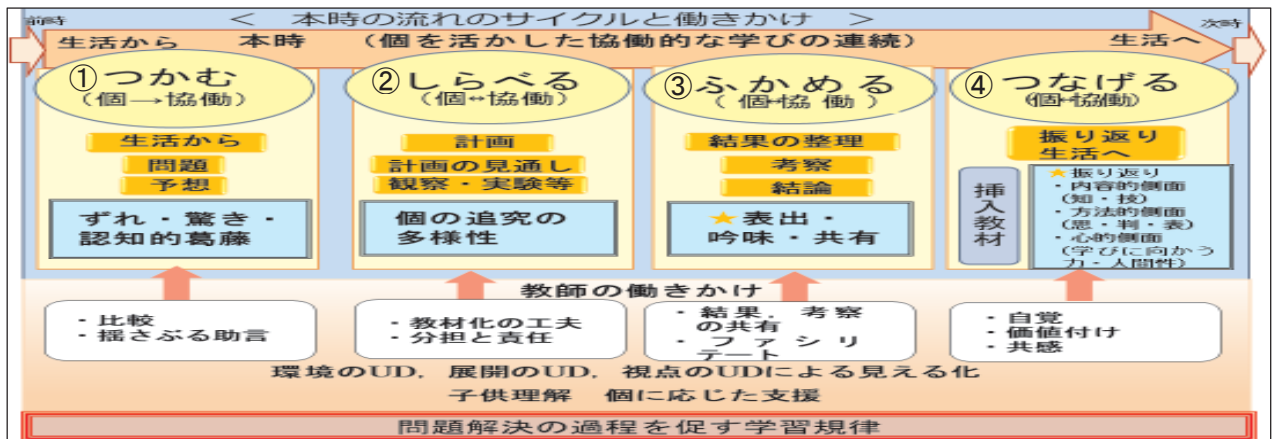 前時 ＜ 本時の流れのサイクルと働きかけ ＞ 次時
生活から 本時 （個を活かした協働的な学びの連続） 生活へ
①つかむ
（個→協働）
生活から
問題
予想
ずれ・驚き・
認知的葛藤
②しらべる
（個↔協働）
計画
計画の見通し
観察・実験等
個の追究の
多様性
③ふかめる
（個↔協働）
結果の整理
考察
結論
★表出・
吟味・共有
④つなげる
（個↔協働）
振り返り
生活へ
挿入教材
★振り返り
・内容的側面
（知・技）
・方法的側面
（思・判・表）
・心的側面
（学びに向かう
力・人間性）
教師の働きかけ
・比較
・揺さぶる助言
・教材化の工夫
・分担と責任
・結果，考察
の共有
・ファシリ
テート
・自覚
・価値付け
・共感
環境のUD，展開のUD，視点のUDによる見える化
子供理解 個に応じた支援
問題解決の過程を促す学習規律